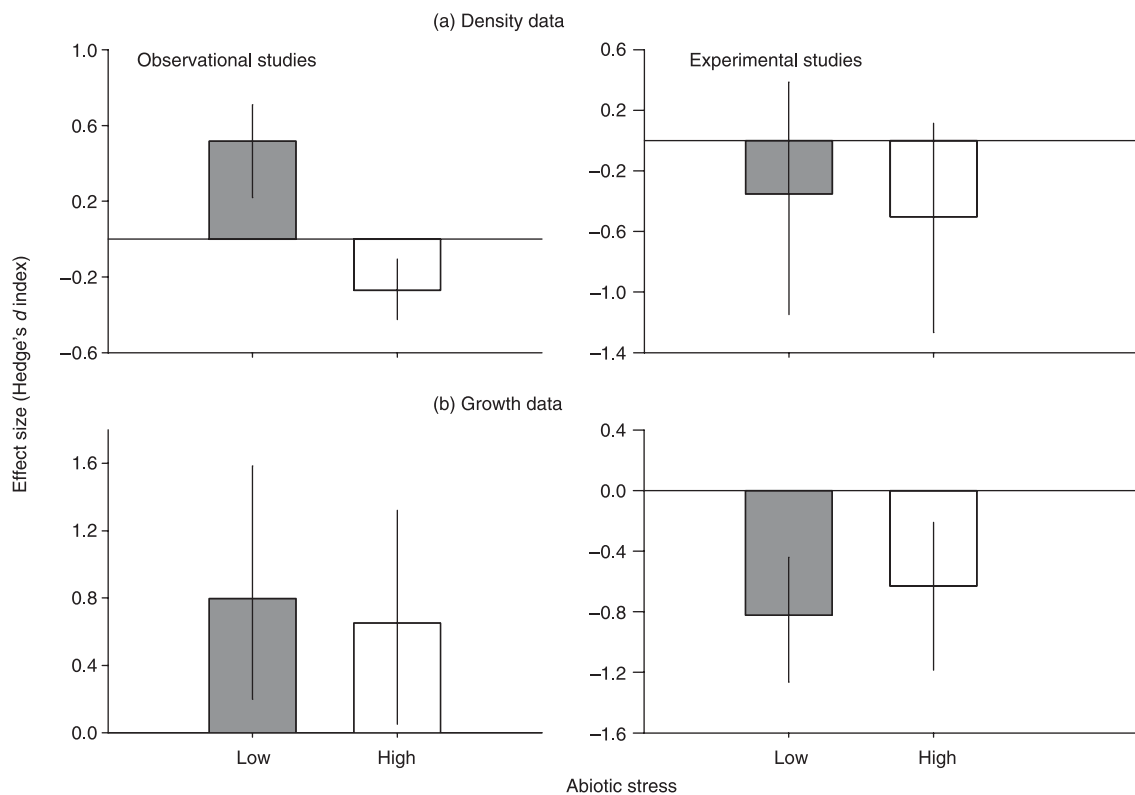 (a) Density data
Observational studies
1.0
0.6
0.2
−0.2
−0.6
Experimental studies
0.6
0.2
−0.2
−0.6
−1.0
−1.4
Effect size (Hedge's d index)
(b) Growth data
1.6
1.2
0.8
0.4
0.0
Low High
0.4
0.0
−0.4
−0.8
−1.2
−1.6
Low High
Abiotic stress